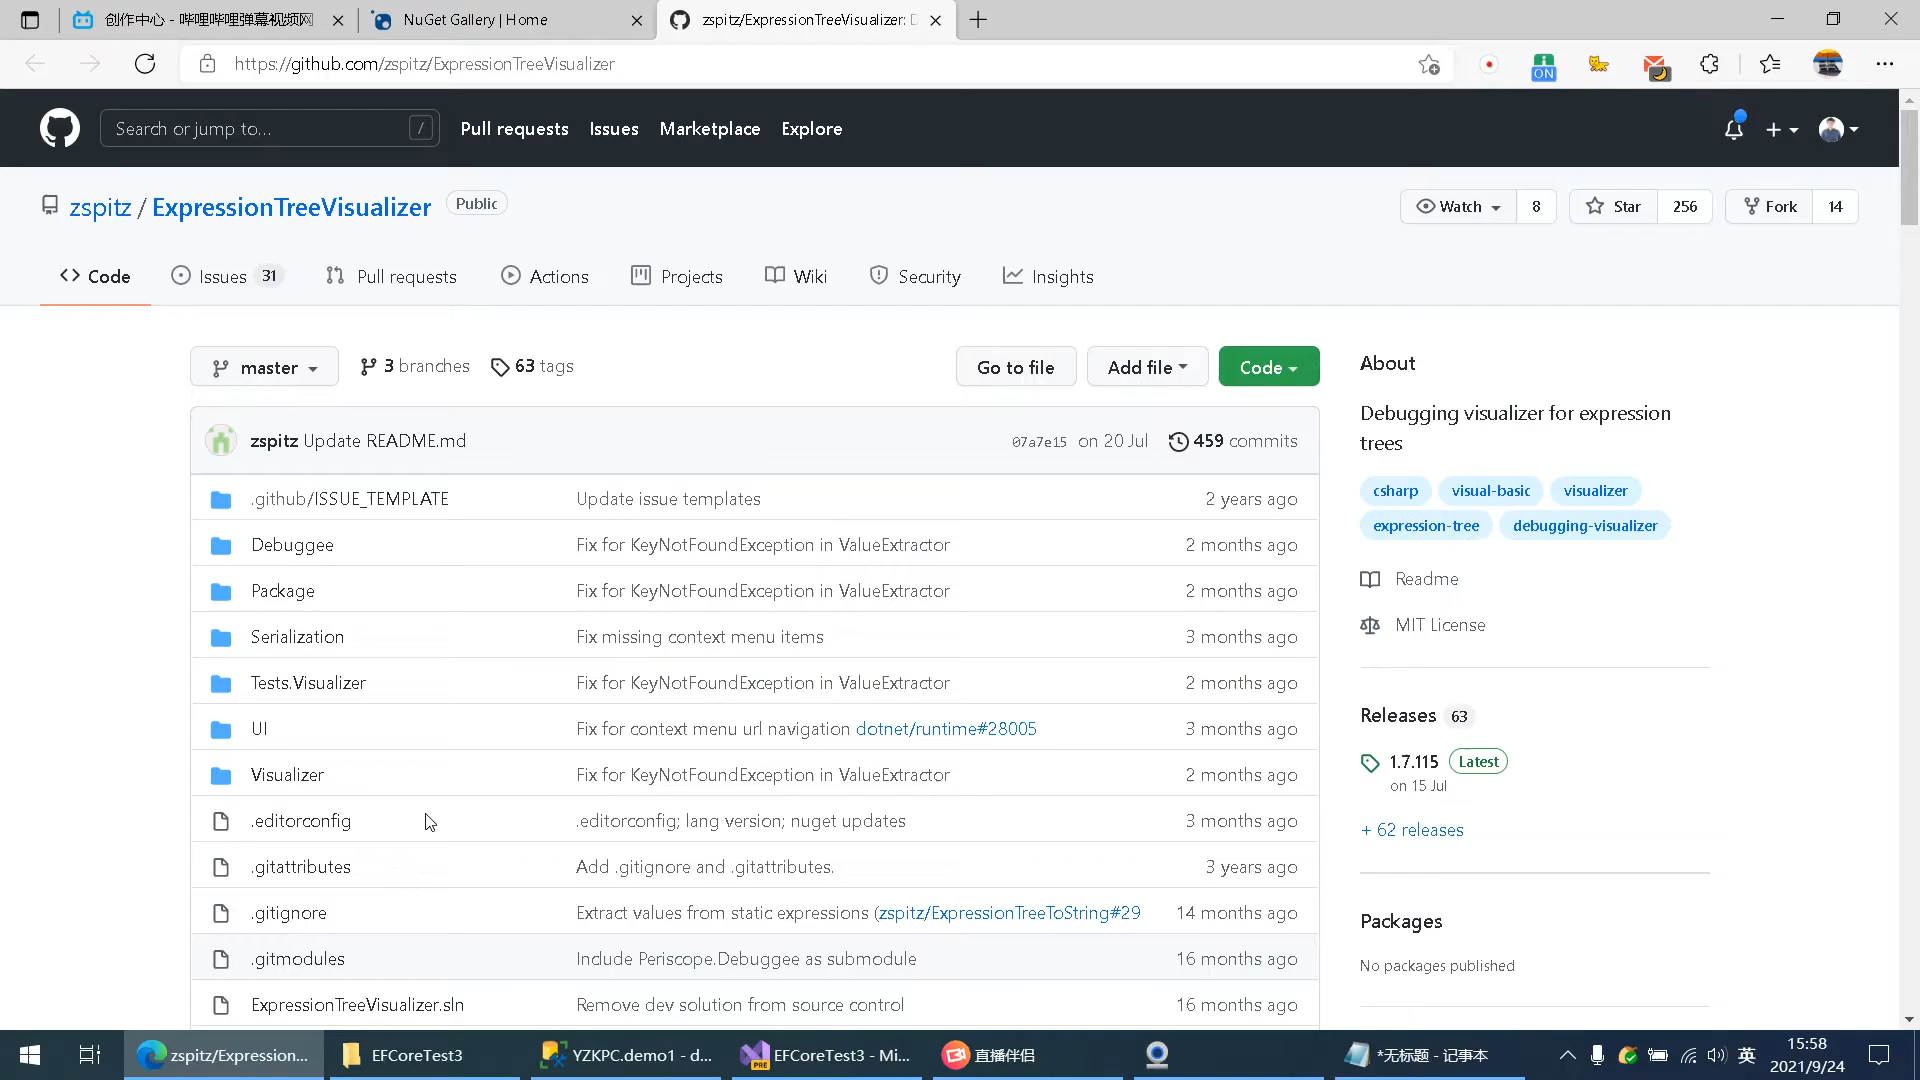 创作中心 - 哔哩哔哩弹幕视频网
NuGet Gallery | Home
zspitz/ExpressionTreeVisualizer: D
https://github.com/zspitz/ExpressionTreeVisualizer
ON
Search or jump to...
/
Pull requests
Issues
Marketplace
Explore
zspitz / ExpressionTreeVisualizer
Public
Watch
8
Star
256
Fork
14
Code
Issues
31
Pull requests
Actions
Projects
Wiki
Security
Insights
master
3 branches
63 tags
Go to file
Add file
Code
zspitz Update README.md
07a7e15 on 20 Jul
459 commits
.github/ISSUE_TEMPLATE
Update issue templates
2 years ago
Debuggee
Fix for KeyNotFoundException in ValueExtractor
2 months ago
Package
Fix for KeyNotFoundException in ValueExtractor
2 months ago
Serialization
Fix missing context menu items
3 months ago
Tests.Visualizer
Fix for KeyNotFoundException in ValueExtractor
2 months ago
UI
Fix for context menu url navigation dotnet/runtime#28005
3 months ago
Visualizer
Fix for KeyNotFoundException in ValueExtractor
2 months ago
.editorconfig
.editorconfig; lang version; nuget updates
3 months ago
.gitattributes
Add .gitignore and .gitattributes.
3 years ago
.gitignore
Extract values from static expressions (zspitz/ExpressionTreeToString#29
14 months ago
.gitmodules
Include Periscope.Debuggee as submodule
16 months ago
ExpressionTreeVisualizer.sln
Remove dev solution from source control
16 months ago
About
Debugging visualizer for expression
trees
csharp
visual-basic
visualizer
expression-tree
debugging-visualizer
Readme
MIT License
Releases 63
1.7.115
Latest
on 15 Jul
+ 62 releases
Packages
No packages published
zspitz/Expression...
EFCoreTest3
YZKPC.demo1 - d...
PRE
EFCoreTest3 - Mi...
直播伴侣
*无标题 - 记事本
英
15:58
2021/9/24